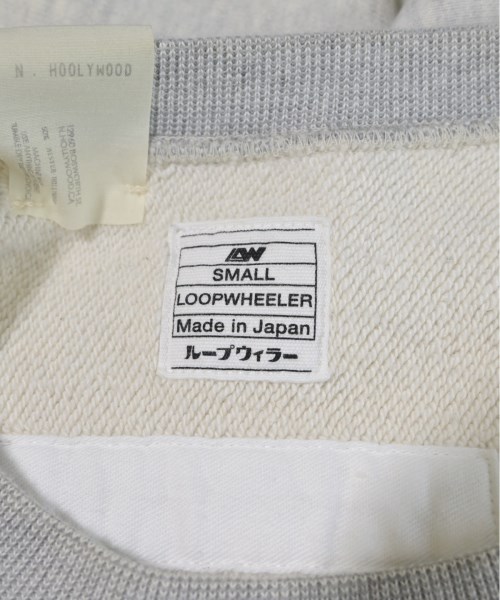 N. HOOLYWOOD
LW
SMALL
LOOPWHEELER
Made in Japan
ループウィラー